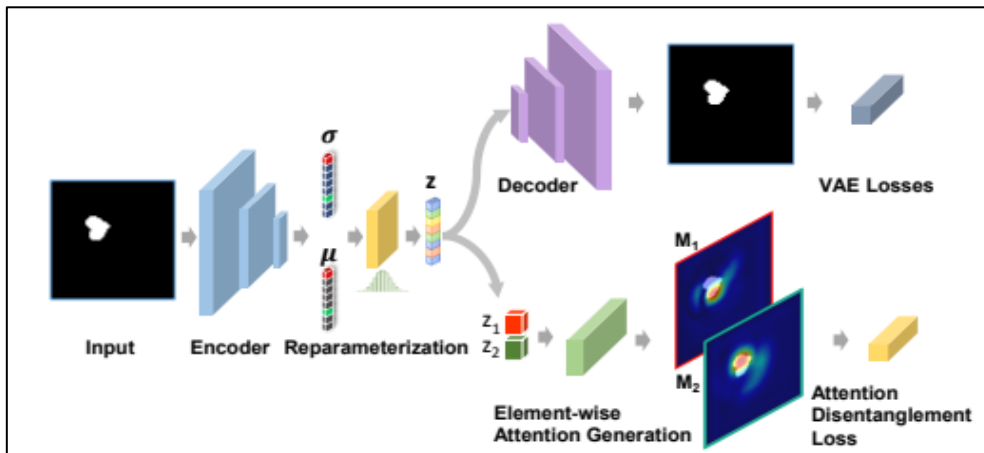 σ
μ
z
Input
Encoder
Reparameterization
Decoder
VAE Losses
z1
z2
Element-wise
Attention Generation
M1
M2
Attention
Disentanglement
Loss